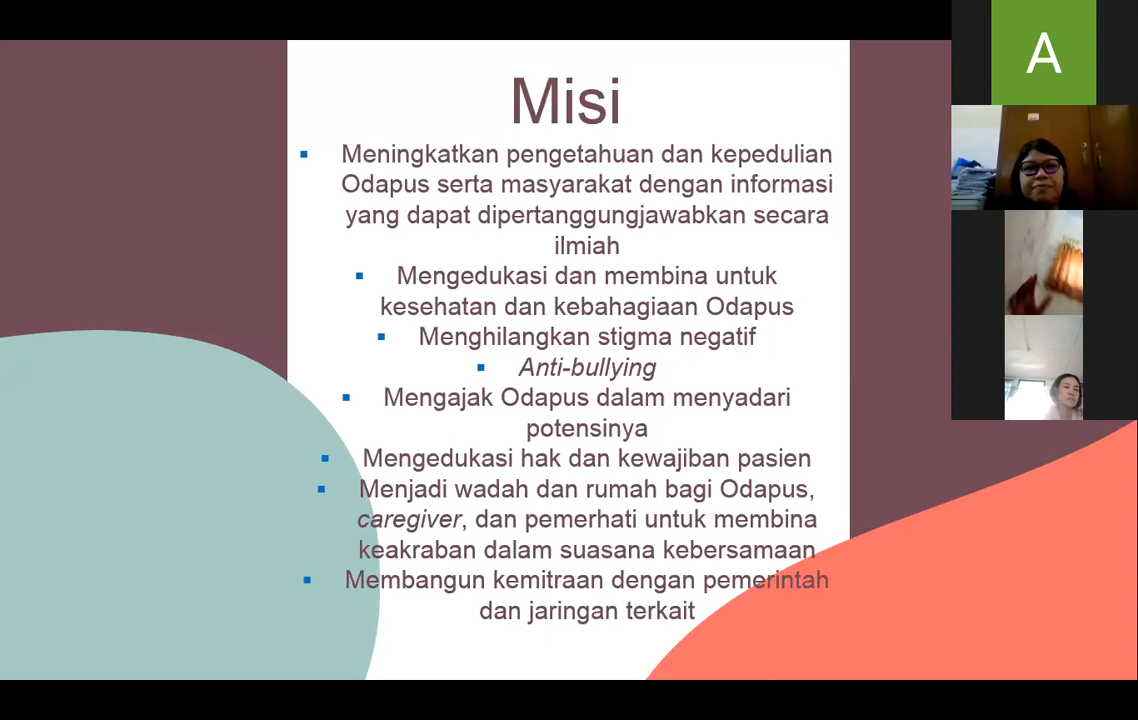 Misi
▪ Meningkatkan pengetahuan dan kepedulian
Odapus serta masyarakat dengan informasi
yang dapat dipertanggungjawabkan secara
ilmiah
▪ Mengedukasi dan membina untuk
kesehatan dan kebahagiaan Odapus
▪ Menghilangkan stigma negatif
▪ Anti-bullying
▪ Mengajak Odapus dalam menyadari
potensinya
▪ Mengedukasi hak dan kewajiban pasien
▪ Menjadi wadah dan rumah bagi Odapus,
caregiver, dan pemerhati untuk membina
keakraban dalam suasana kebersamaan
▪ Membangun kemitraan dengan pemerintah
dan jaringan terkait
A